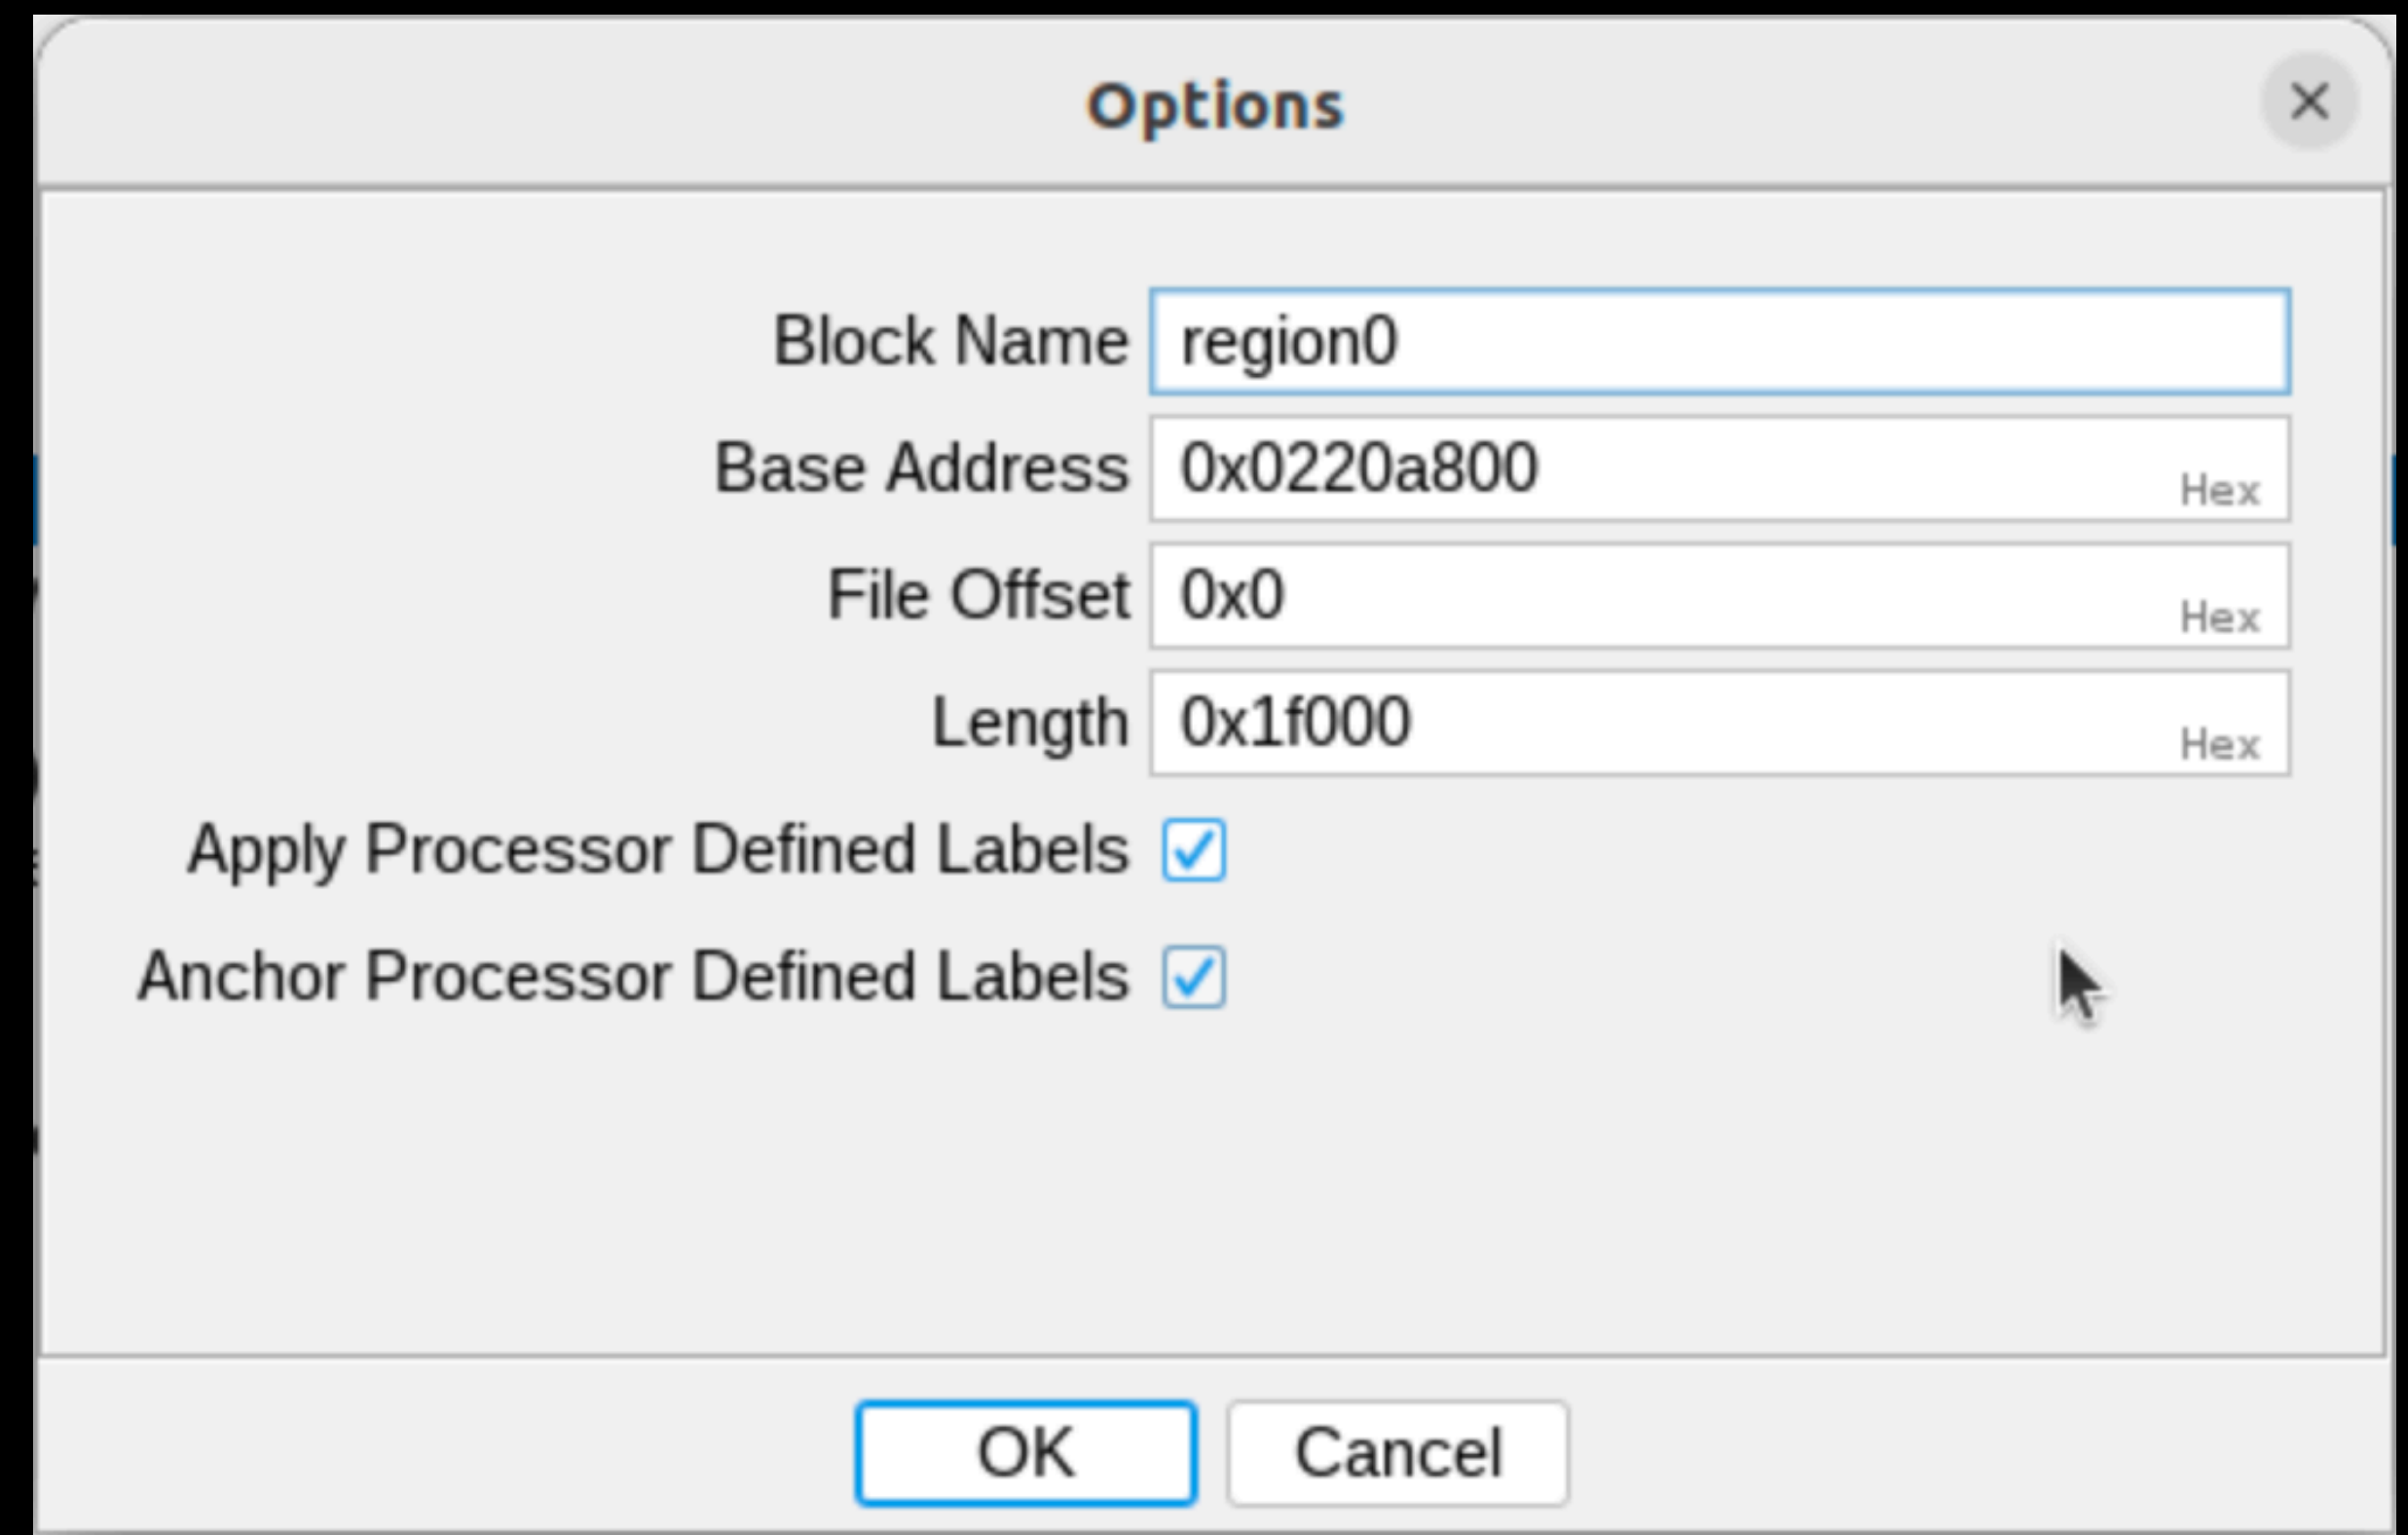 Options
Block Name region0
Base Address 0x0220a800 Hex
File Offset 0x0 Hex
Length 0x1f000 Hex
Apply Processor Defined Labels
Anchor Processor Defined Labels
OK Cancel